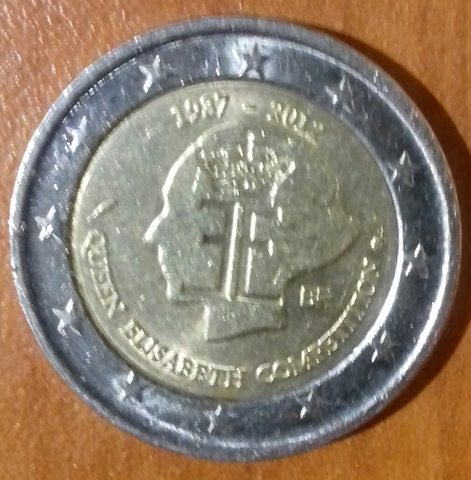 1937 - 2012
QUEEN ELISABETH COMPETITION
BE